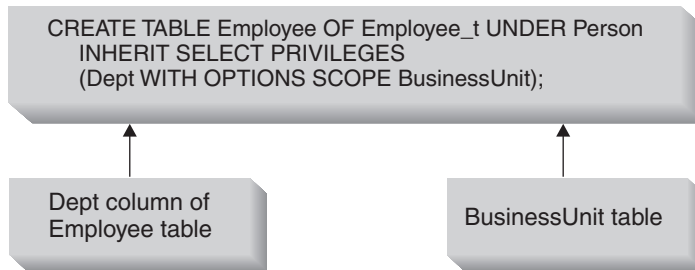 CREATE TABLE Employee OF Employee_t UNDER Person
INHERIT SELECT PRIVILEGES
(Dept WITH OPTIONS SCOPE BusinessUnit);
Dept column of
Employee table
BusinessUnit table